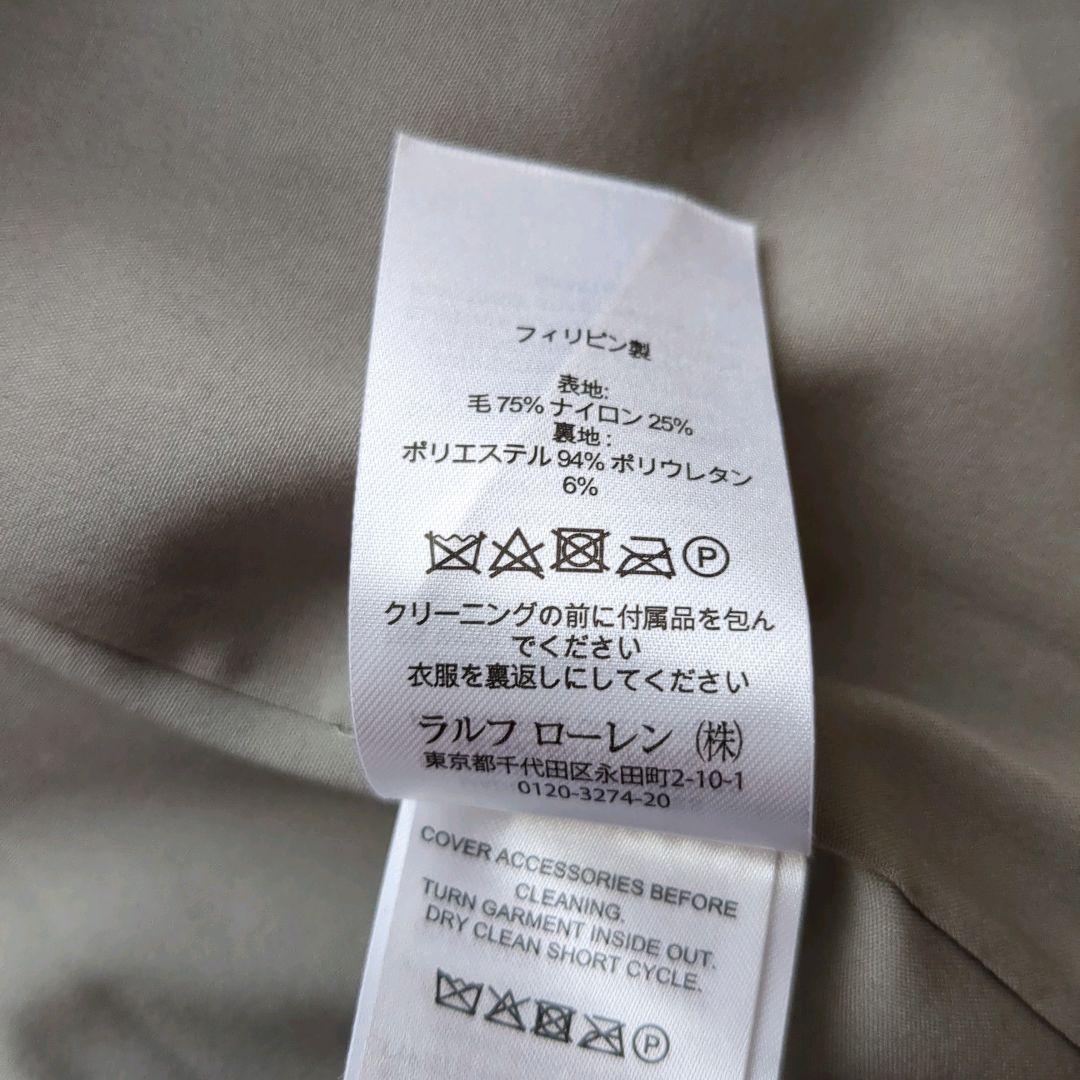 フィリピン製
表地:
毛 75% ナイロン 25%
裏地 :
ポリエステル 94% ポリウレタン
6%
P
クリーニングの前に付属品を包ん
でください
衣服を裏返しにしてください
ラルフ ローレン (株)
東京都千代田区永田町2-10-1
0120-3274-20
COVER ACCESSORIES BEFORE
CLEANING.
TURN GARMENT INSIDE OUT.
DRY CLEAN SHORT CYCLE.
P